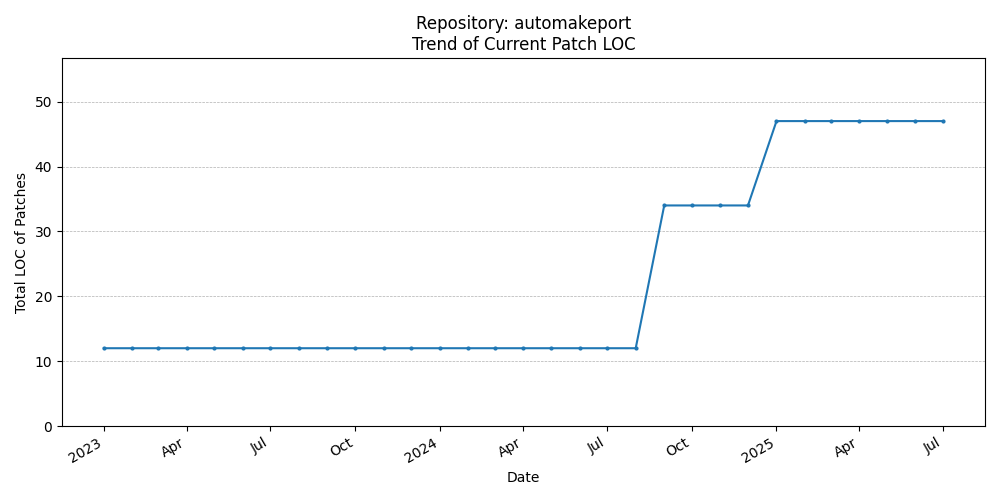 Repository: automakeport
Trend of Current Patch LOC
Total LOC of Patches
50
40
30
20
10
0
2023
Apr
Jul
Oct
2024
Apr
Jul
Oct
2025
Apr
Jul
Date